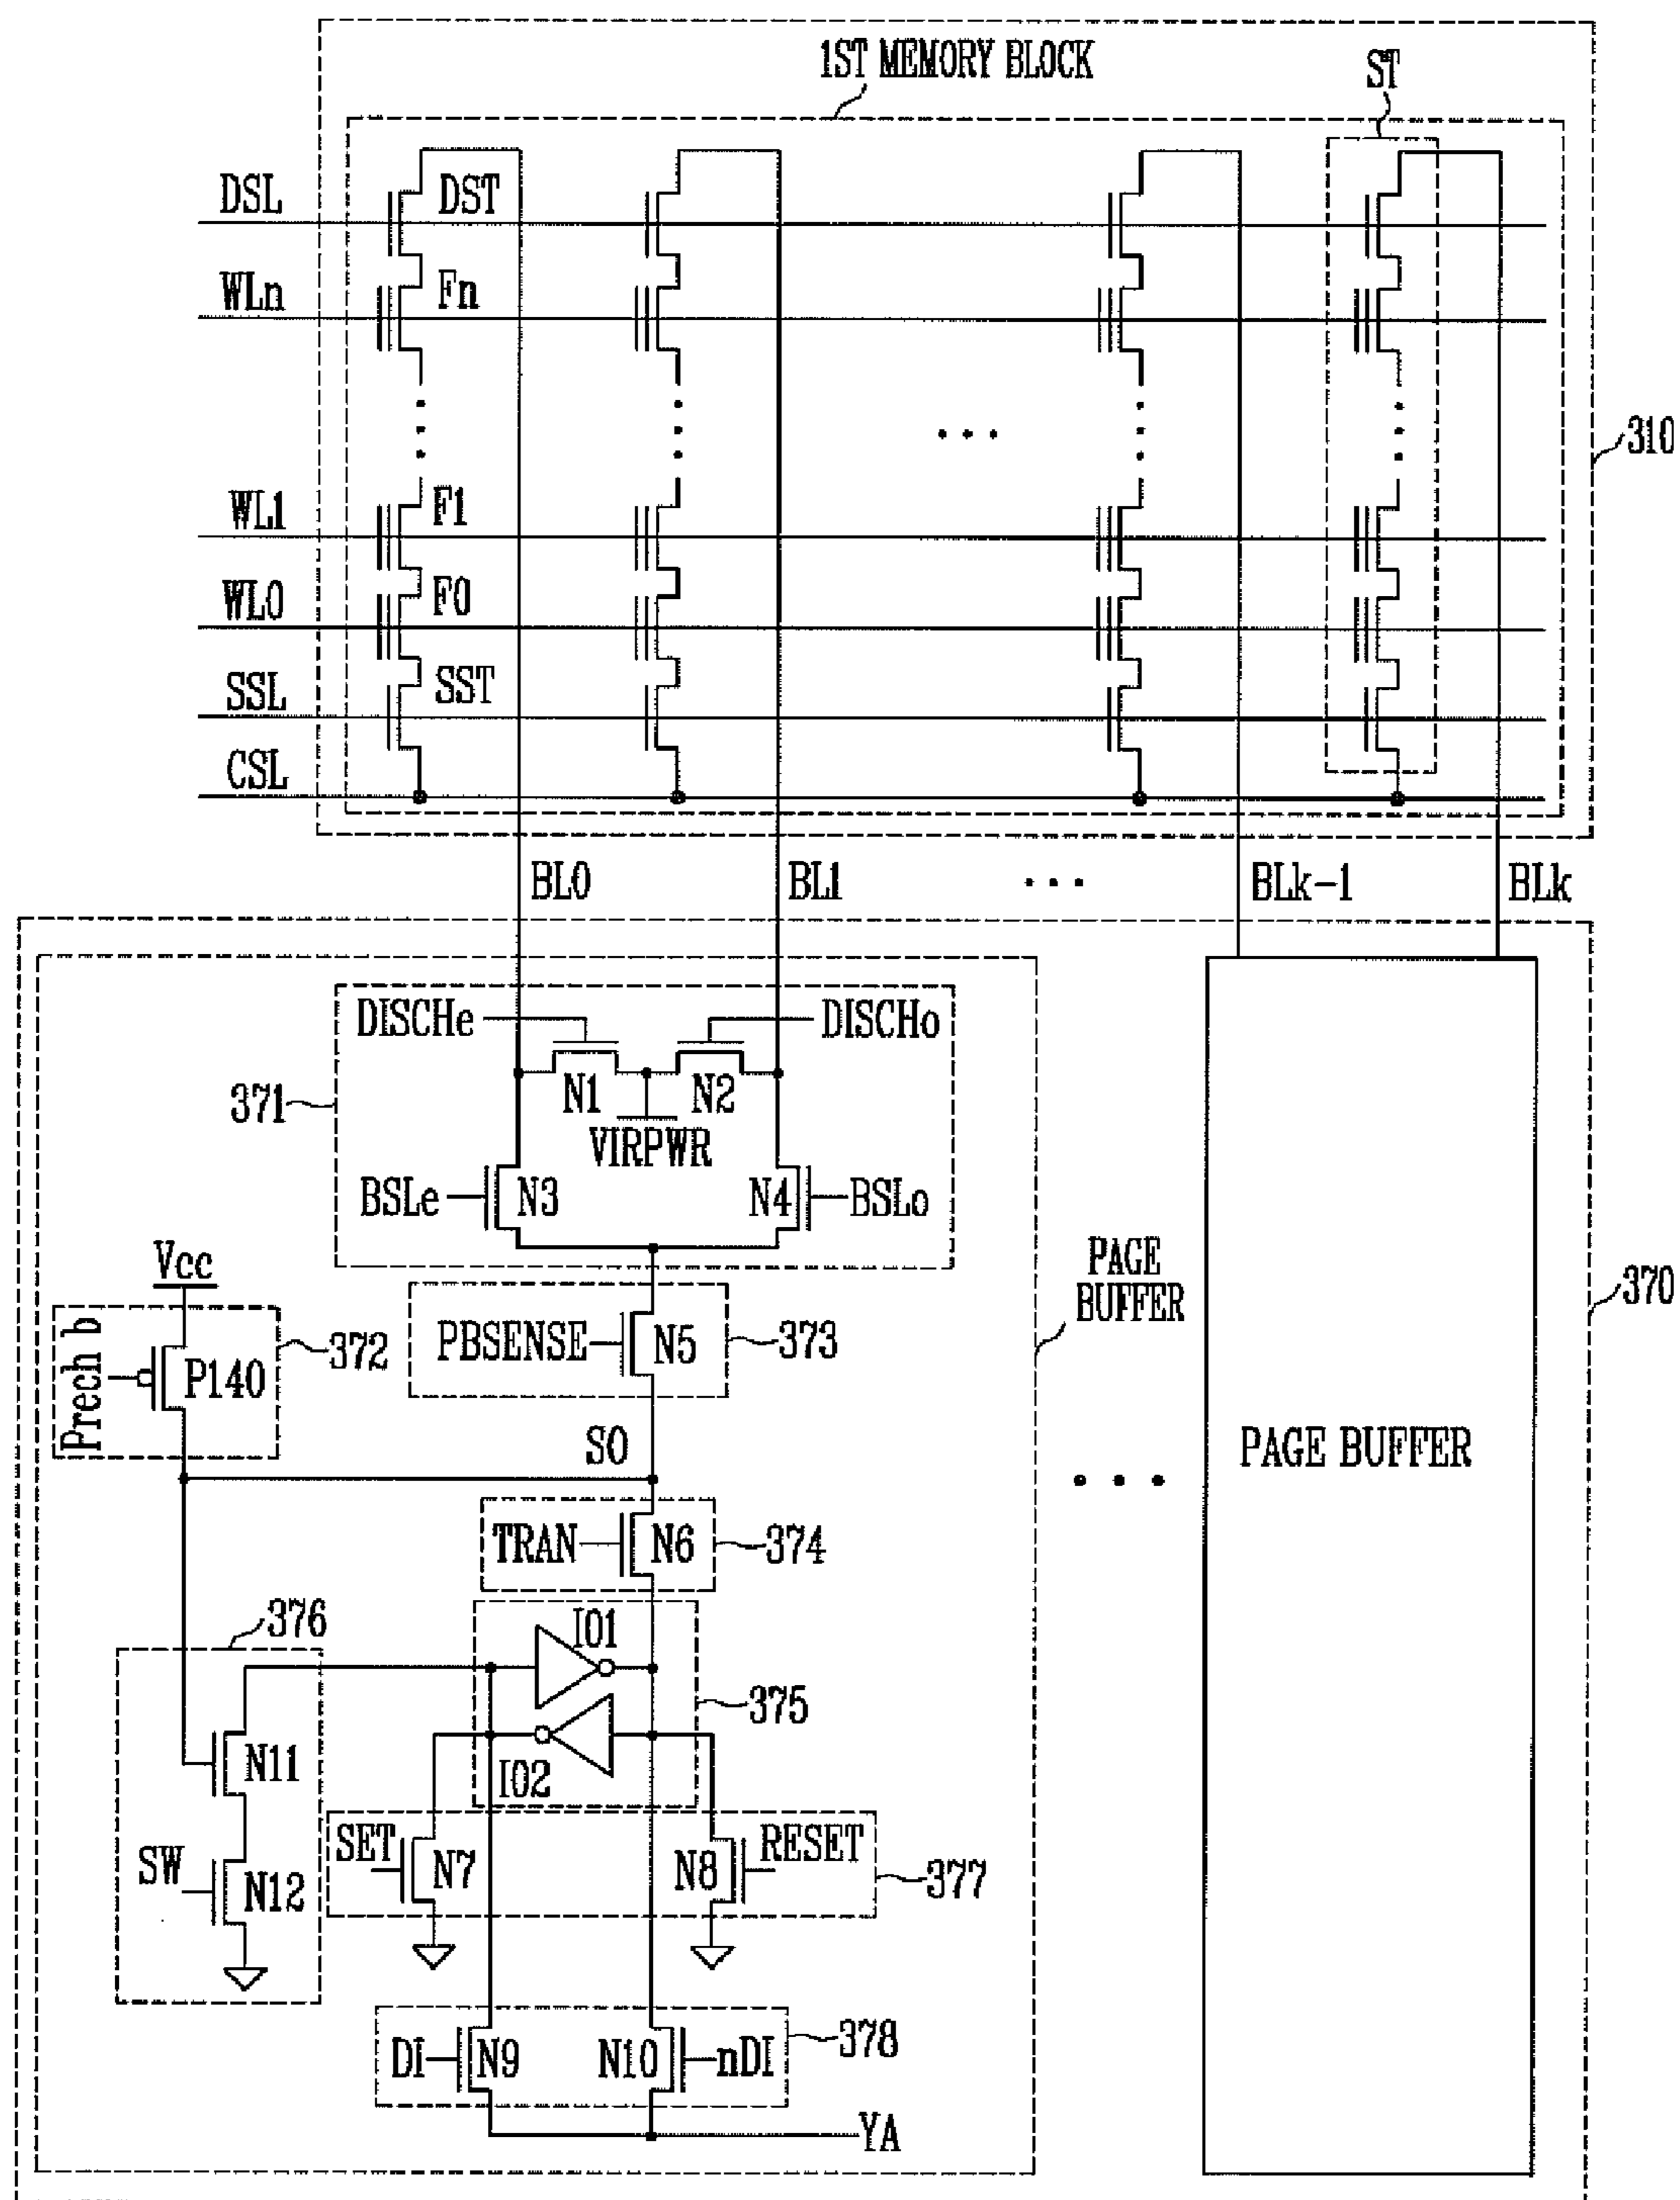 1ST MEMORY BLOCK
ST
DSL
DST
WLn
Fn
310
WL1
F1
WL0
F0
SSL
SST
CSL
BL0
BL1
BLk-1
BLk
DISCHe
DISCHo
371
N1
N2
VIRPWR
BSLe
N3
N4
BSLo
Vcc
PAGE
BUFFER
370
Prech b
P140
372
PBSENSE
N5
373
SO
PAGE BUFFER
TRAN
N6
374
376
IO1
375
N11
IO2
SET
N7
N8
RESET
377
SW
N12
DI
N9
N10
nDI
378
YA